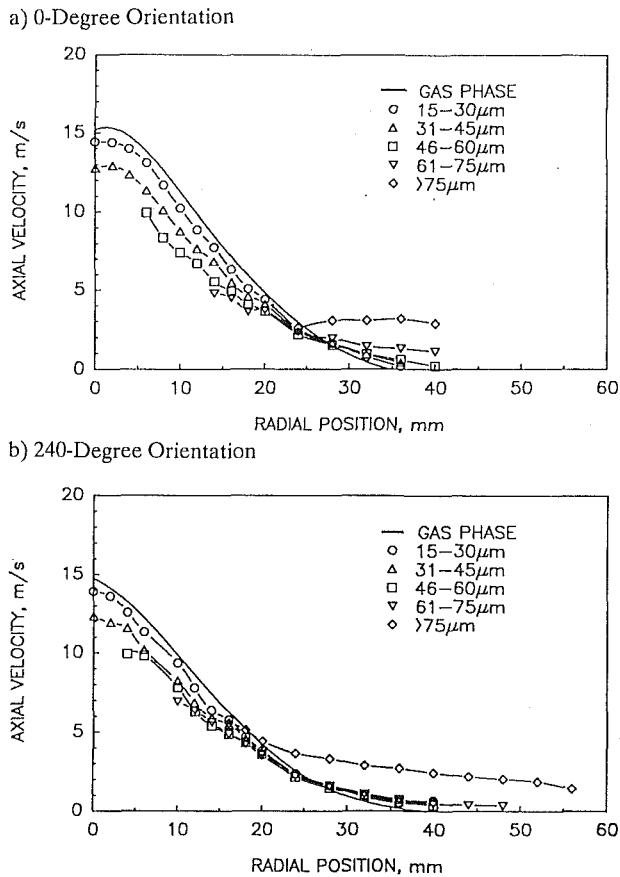 a) 0-Degree Orientation
20
15
10
5
0
AXIAL VELOCITY, m/s
GAS PHASE
15-30μm
31-45μm
46-60μm
61-75μm
>75μm
0 10 20 30 40 50 60
RADIAL POSITION, mm
b) 240-Degree Orientation
20
15
10
5
0
AXIAL VELOCITY, m/s
GAS PHASE
15-30μm
31-45μm
46-60μm
61-75μm
>75μm
0 10 20 30 40 50 60
RADIAL POSITION, mm